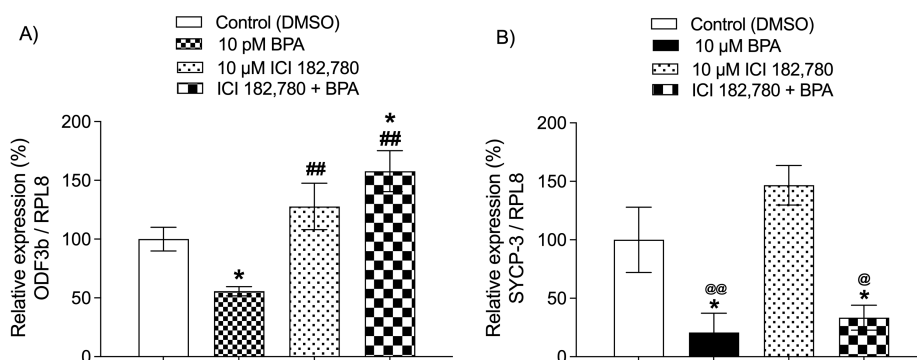 A)
Control (DMSO)
10 pM BPA
10 µM ICI 182,780
ICI 182,780 + BPA
Relative expression (%)
ODF3b / RPL8
200
150
100
50
0
*
##
*
##
B)
Control (DMSO)
10 µM BPA
10 µM ICI 182,780
ICI 182,780 + BPA
Relative expression (%)
SYCP-3 / RPL8
200
150
100
50
0
@@
*
@
*